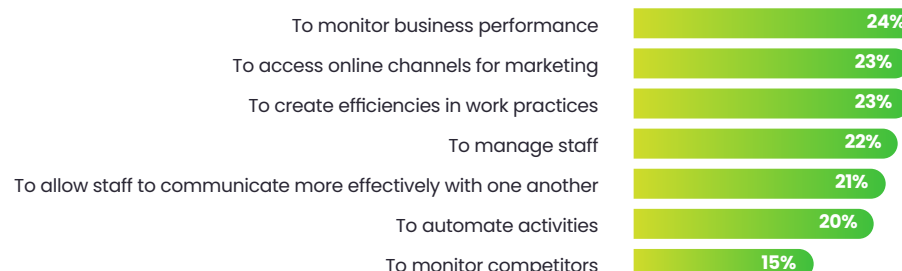 To monitor business performance 24%
To access online channels for marketing 23%
To create efficiencies in work practices 23%
To manage staff 22%
To allow staff to communicate more effectively with one another 21%
To automate activities 20%
To monitor competitors 15%